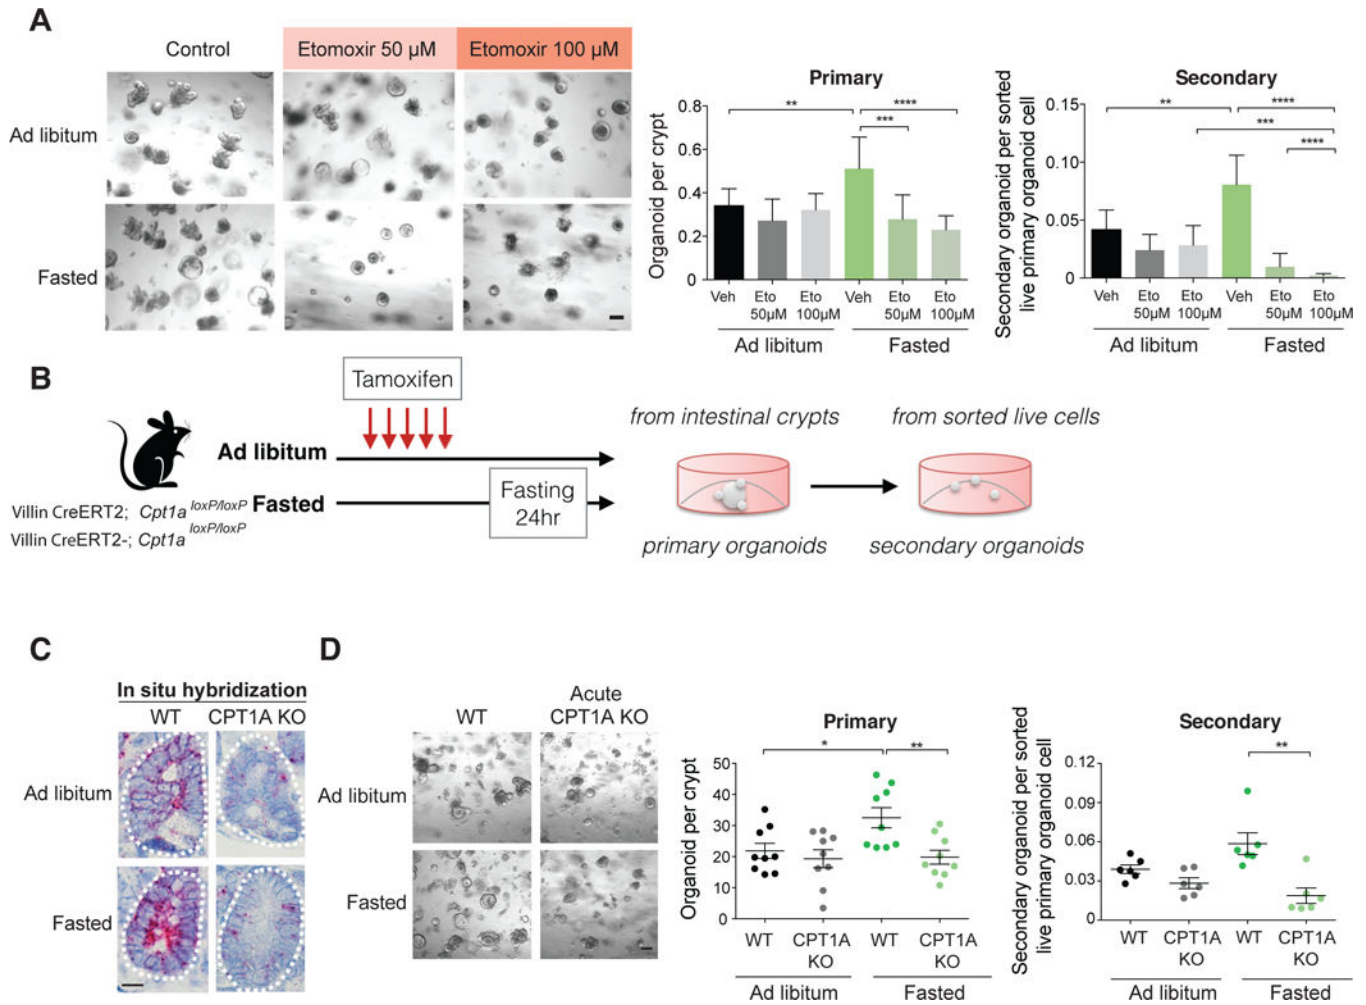 A
Control
Etomoxir 50 µM
Etomoxir 100 µM
Ad libitum
Fasted
Primary
Organoid per crypt
0.8
0.6
0.4
0.2
0
**
****
***
Veh
Eto 50µM
Eto 100µM
Veh
Eto 50µM
Eto 100µM
Ad libitum
Fasted
Secondary
Secondary organoid per sorted
live primary organoid cell
0.15
0.10
0.05
0
**
****
***
****
Veh
Eto 50µM
Eto 100µM
Veh
Eto 50µM
Eto 100µM
Ad libitum
Fasted
B
Tamoxifen
Ad libitum
Fasted
Fasting
24hr
Villin CreERT2; Cpt1a loxP/loxP
Villin CreERT2-; Cpt1a loxP/loxP
from intestinal crypts
from sorted live cells
primary organoids
secondary organoids
C
In situ hybridization
WT
CPT1A KO
Ad libitum
Fasted
D
WT
Acute
CPT1A KO
Ad libitum
Fasted
Primary
Organoid per crypt
50
40
30
20
10
0
*
**
WT
CPT1A
KO
WT
CPT1A
KO
Ad libitum
Fasted
Secondary
Secondary organoid per sorted
live primary organoid cell
0.12
0.09
0.06
0.03
0
**
WT
CPT1A
KO
WT
CPT1A
KO
Ad libitum
Fasted